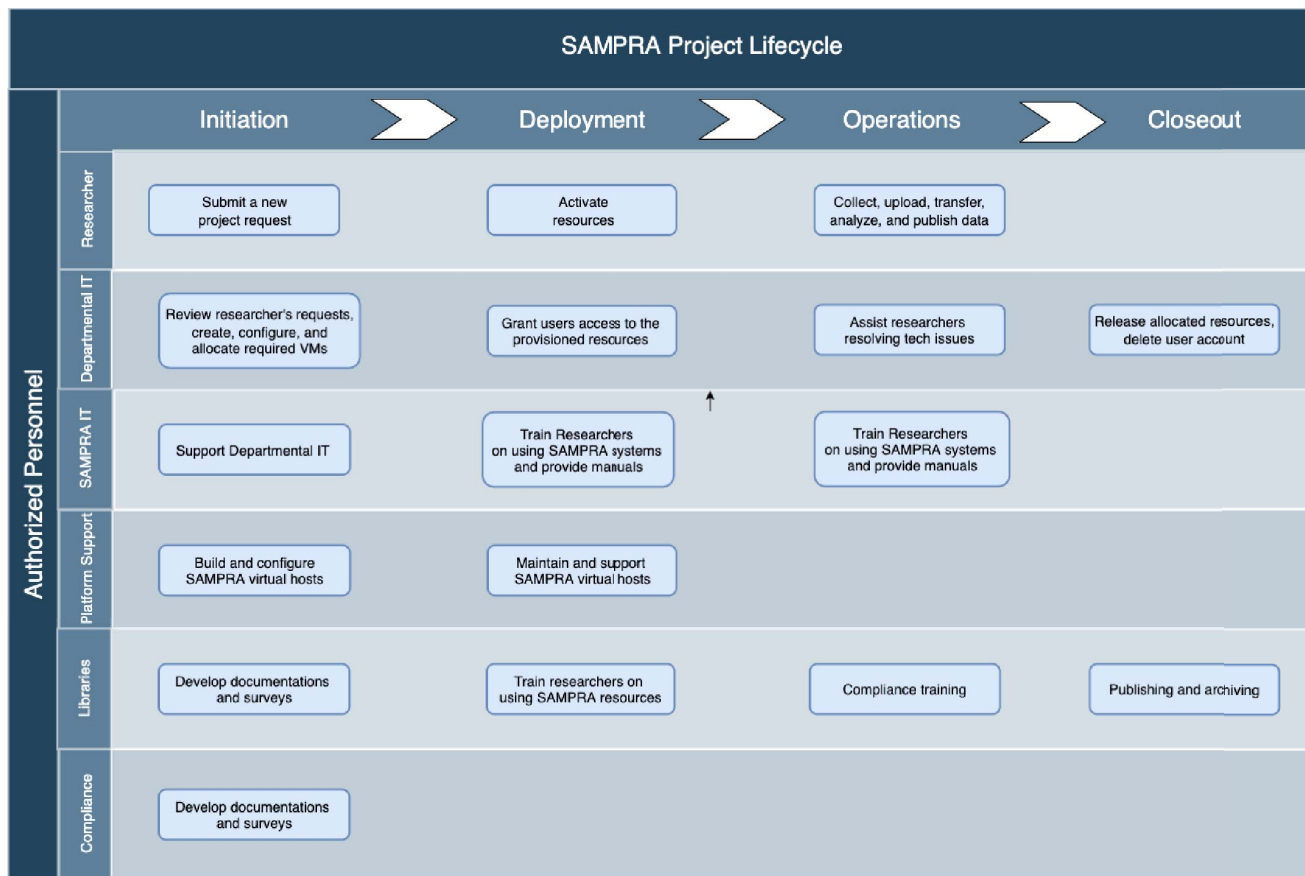 SAMPRA Project Lifecycle
Initiation
Deployment
Operations
Closeout
Authorized Personnel
Researcher
Submit a new
project request
Activate
resources
Collect, upload, transfer,
analyze, and publish data
Departmental IT
Review researcher's requests,
create, configure, and
allocate required VMs
Grant users access to the
provisioned rescurces
Assist researchers
resolving tech issues
Release allocated resources,
delete user account
SAMPRA IT
Support Departmental IT
Train Researchers
on using SAMPRA systems
and provide manuals
Train Researchers
on using SAMPRA systems
and provide manuals
Platform Support
Build and configure
SAMPRA virtual hosts
Maintain and support
SAMPRA virtual hosts
Libraries
Develop documentations
and surveys
Train researchers on
using SAMPRA resources
Compliance training
Publishing and archiving
Compliance
Develop documentations
and surveys